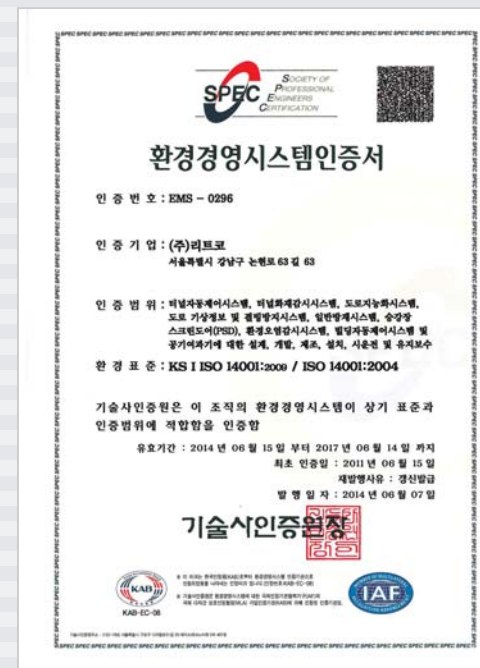 SPEC
SOCIETY OF
PROFESSIONAL
ENGINEERS
CERTIFICATION
환경경영시스템인증서
인 증 번 호 : EMS - 0296
인 증 기 업 : (주)리트코
서울특별시 강남구 논현로 63 길 63
인 증 범 위 : 터널자동제어시스템, 터널화재감시시스템, 도로지능화시스템,
도로 기상정보 및 결빙방지시스템, 일반방재시스템, 승강장
스크린도어(PSD), 환경오염감시시스템, 빌딩자동제어시스템 및
공기여과기에 대한 설계, 개발, 제조, 설치, 시운전 및 유지보수
환 경 표 준 : KS I ISO 14001:2009 / ISO 14001:2004
기술사인증원은 이 조직의 환경경영시스템이 상기 표준과
인증범위에 적합함을 인증함
유효기간 : 2014 년 06 월 15 일 부터 2017 년 06 월 14 일 까지
최초 인증일 : 2011 년 06 월 15 일
재발행사유 : 갱신발급
발 행 일 자 : 2014 년 06 월 07 일
기술사인증원장
KAB
KAB-EC-08
IAF